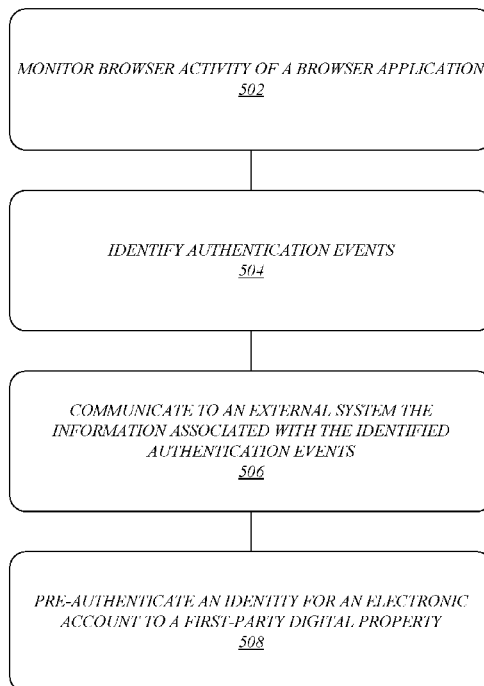 MONITOR BROWSER ACTIVITY OF A BROWSER APPLICATION
502
IDENTIFY AUTHENTICATION EVENTS
504
COMMUNICATE TO AN EXTERNAL SYSTEM THE
INFORMATION ASSOCIATED WITH THE IDENTIFIED
AUTHENTICATION EVENTS
506
PRE-AUTHENTICATE AN IDENTITY FOR AN ELECTRONIC
ACCOUNT TO A FIRST-PARTY DIGITAL PROPERTY
508